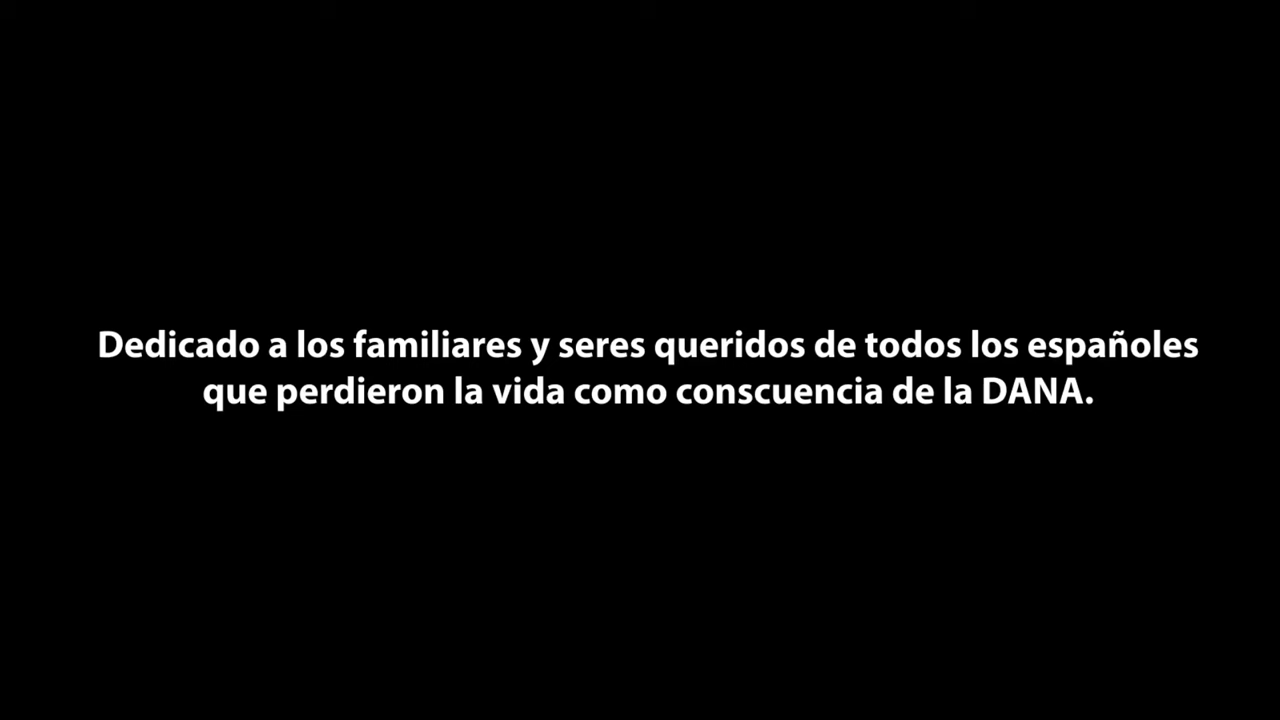 Dedicado a los familiares y seres queridos de todos los españoles
que perdieron la vida como conscuencia de la DANA.